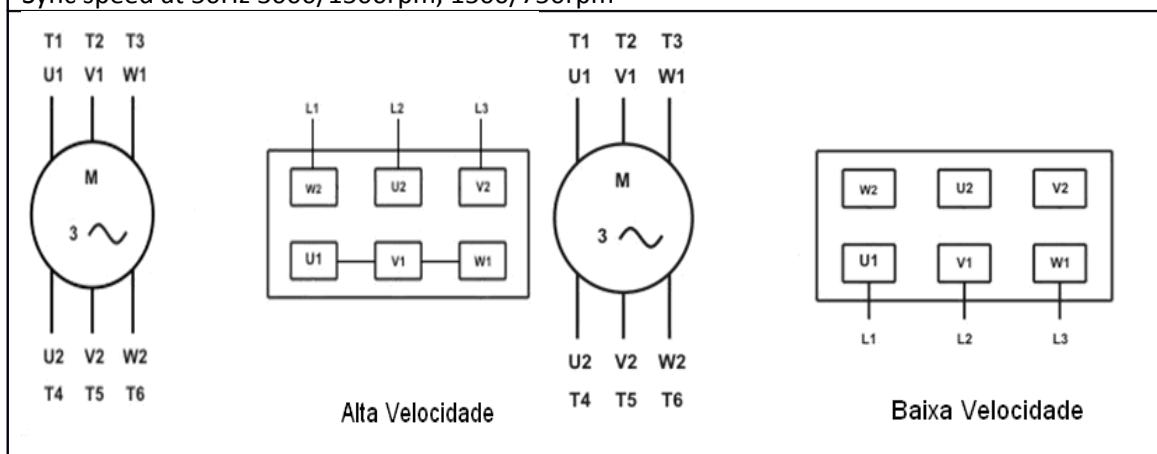 Sync speed at 50Hz 3000/1500rpm, 1500/750rpm
T1 T2 T3
U1 V1 W1
M
3
U2 V2 W2
T4 T5 T6
L1 L2 L3
W2 U2 V2
U1 V1 W1
Alta Velocidade
T1 T2 T3
U1 V1 W1
M
3
U2 V2 W2
T4 T5 T6
W2 U2 V2
U1 V1 W1
L1 L2 L3
Baixa Velocidade